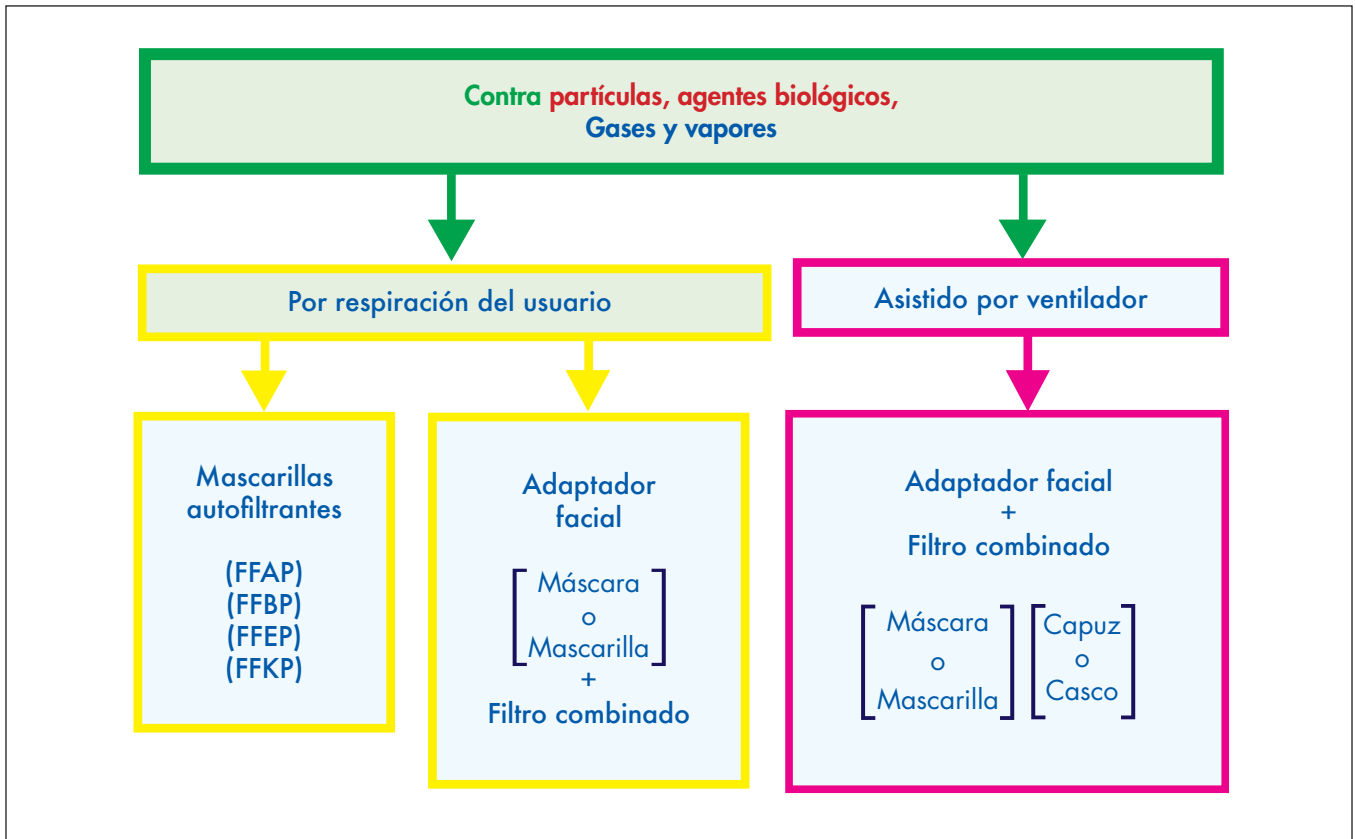 Contra partículas, agentes biológicos,
Gases y vapores
Por respiración del usuario
Asistido por ventilador
Mascarillas
autofiltrantes
(FFAP)
(FFBP)
(FFEP)
(FFKP)
Adaptador
facial
Máscara
o
Mascarilla
+
Filtro combinado
Adaptador facial
+
Filtro combinado
Máscara
o
Mascarilla
Capuz
o
Casco